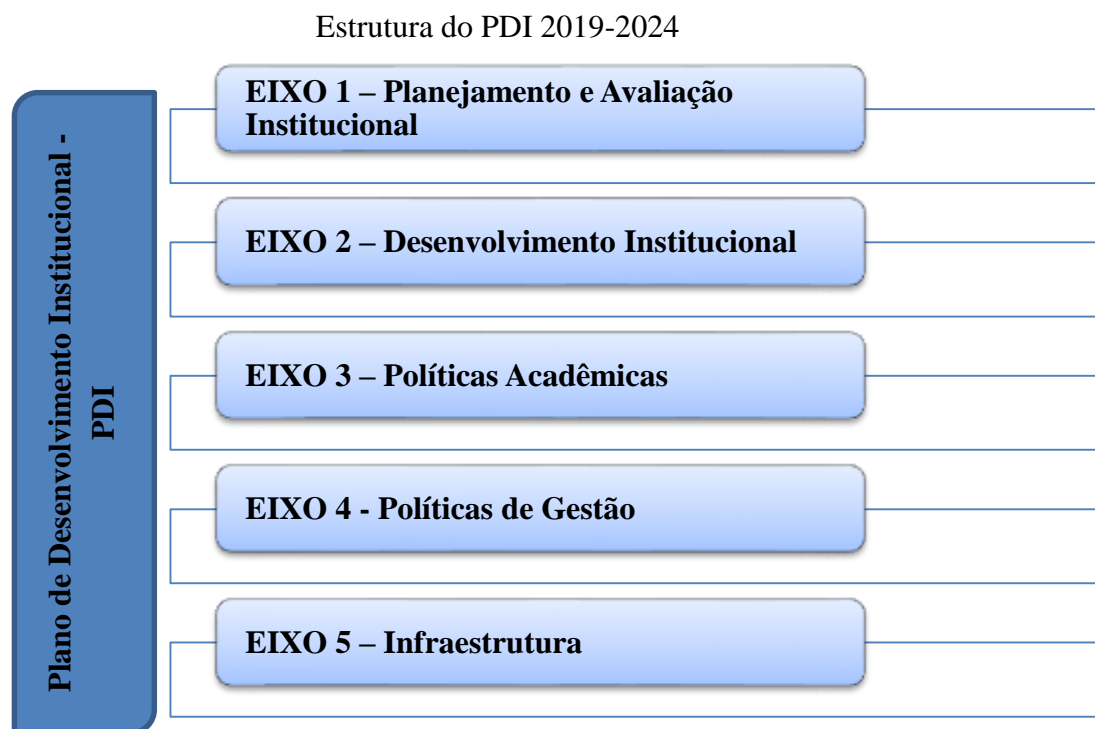 Estrutura do PDI 2019-2024
Plano de Desenvolvimento Institucional -
PDI
EIXO 1 – Planejamento e Avaliação
Institucional
EIXO 2 – Desenvolvimento Institucional
EIXO 3 – Políticas Acadêmicas
EIXO 4 - Políticas de Gestão
EIXO 5 – Infraestrutura